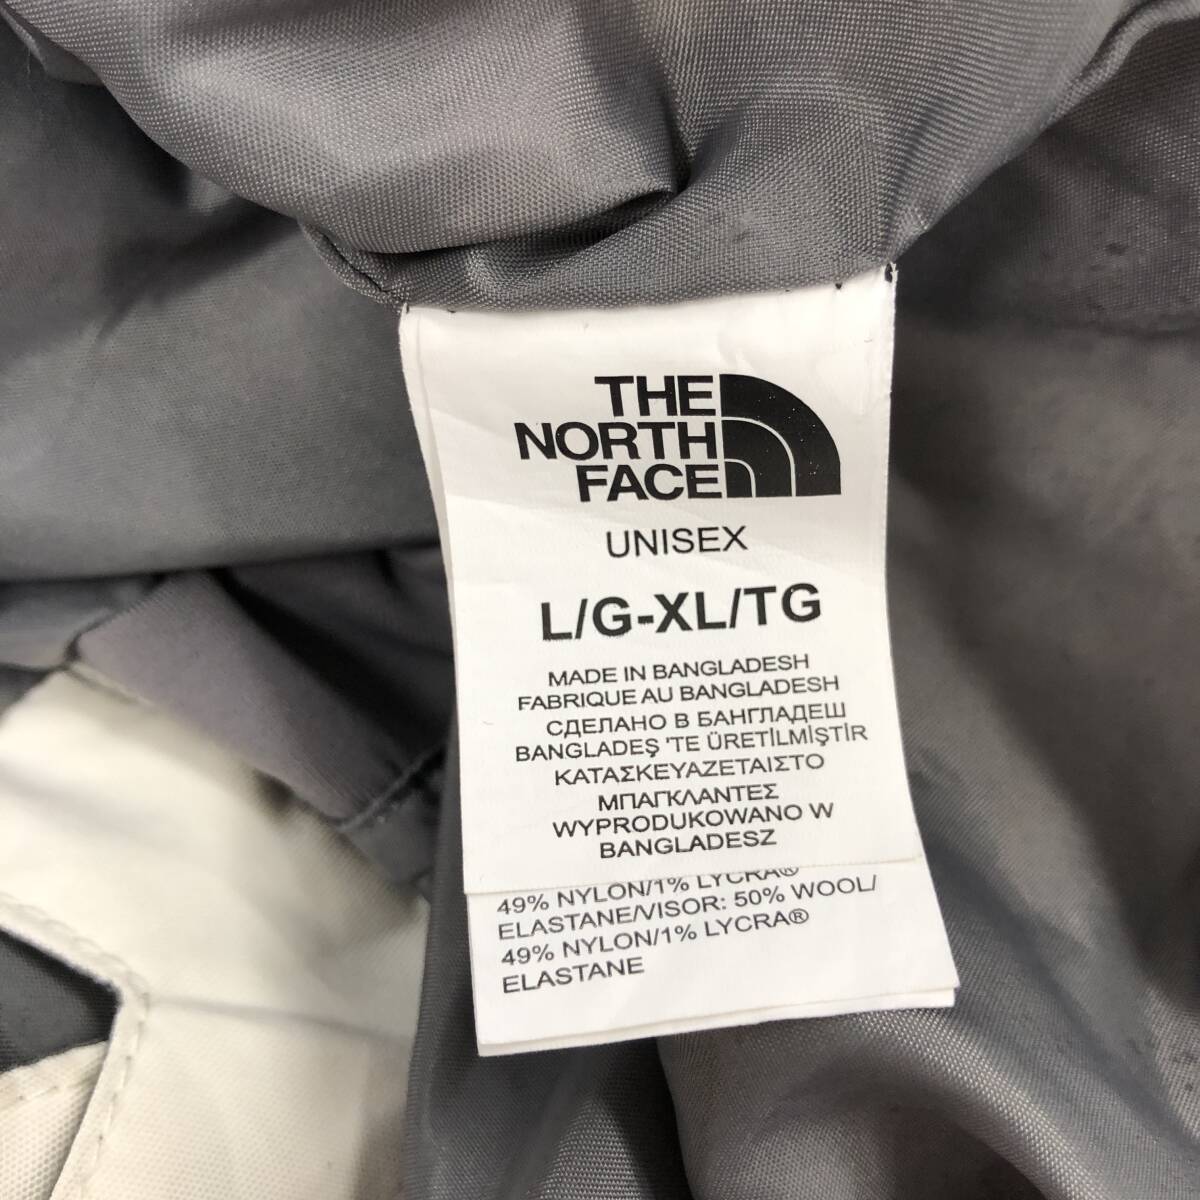 THE
NORTH
FACE
UNISEX
L/G-XL/TG
MADE IN BANGLADESH
FABRIQUE AU BANGLADESH
СДЕЛАНО В БАНГЛАДЕШ
BANGLADEŞ 'TE ÜRETİLMİŞTİR
ΚΑΤΑΣΚΕΥΑΖΕΤΑΙΣΤΟ
ΜΠΑΓΚΛΑΝΤΕΣ
WYPRODUKOWANO W
BANGLADESZ
49% NYLON/1% LYCRA®
ELASTANE/VISOR: 50% WOOL/
49% NYLON/1% LYCRA®
ELASTANE